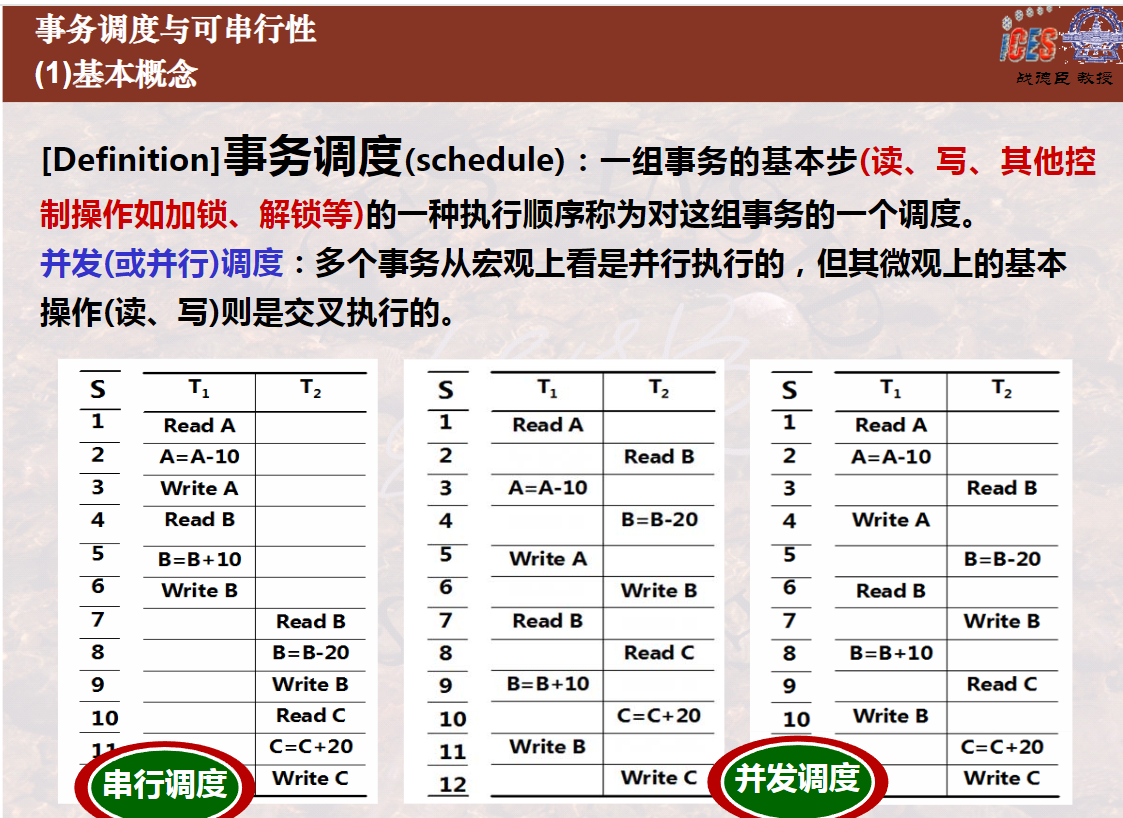 事务调度与可串行性
(1)基本概念
iCES
战德臣 教授
[Definition]事务调度(schedule)：一组事务的基本步(读、写、其他控
制操作如加锁、解锁等)的一种执行顺序称为对这组事务的一个调度。
并发(或并行)调度：多个事务从宏观上看是并行执行的，但其微观上的基本
操作(读、写)则是交叉执行的。
S T1 T2
1 Read A
2 A=A-10
3 Write A
4 Read B
5 B=B+10
6 Write B
7 Read B
8 B=B-20
9 Write B
10 Read C
11 C=C+20
Write C
串行调度
S T1 T2
1 Read A
2 Read B
3 A=A-10
4 B=B-20
5 Write A
6 Write B
7 Read B
8 Read C
9 B=B+10
10 C=C+20
11 Write B
12 Write C
S T1 T2
1 Read A
2 A=A-10
3 Read B
4 Write A
5 B=B-20
6 Read B
7 Write B
8 B=B+10
9 Read C
10 Write B
C=C+20
Write C
并发调度